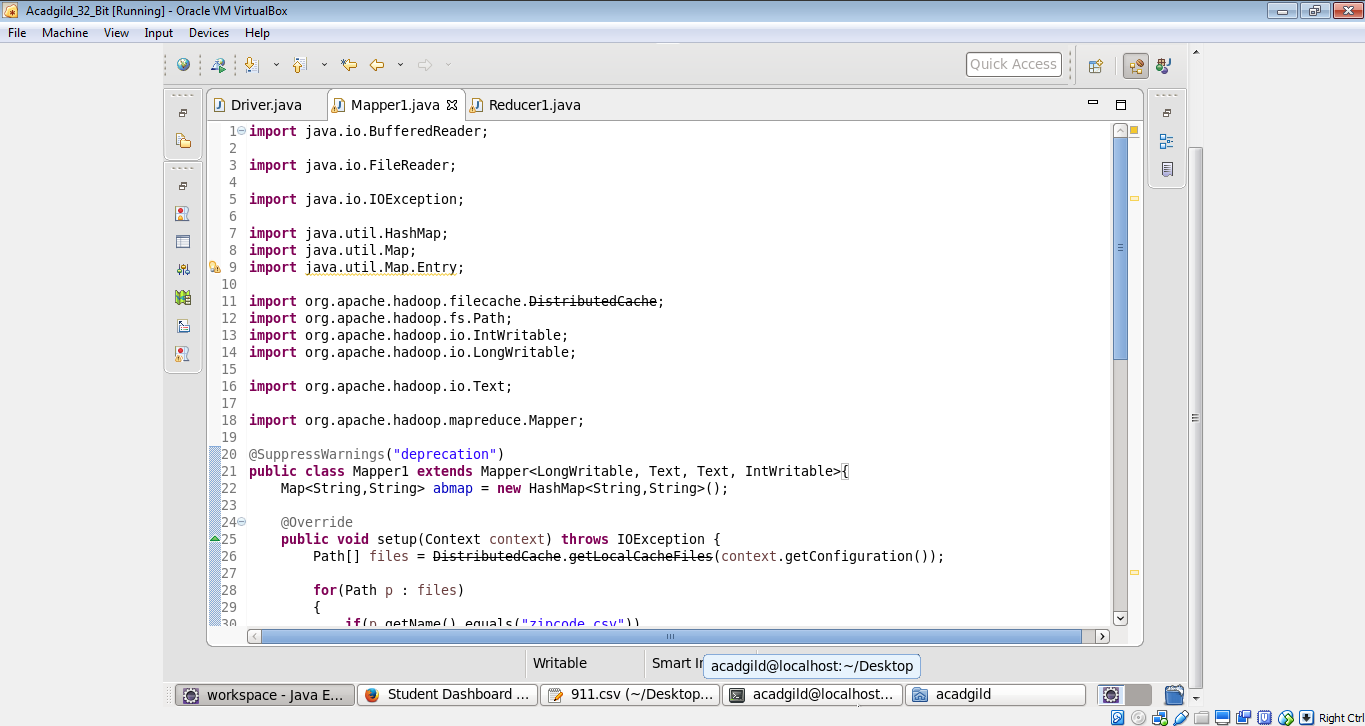 Acadgild_32_Bit [Running] - Oracle VM VirtualBox
File Machine View Input Devices Help
Quick Access
Driver.java Mapper1.java Reducer1.java
1 import java.io.BufferedReader;
2
3 import java.io.FileReader;
4
5 import java.io.IOException;
6
7 import java.util.HashMap;
8 import java.util.Map;
9 import java.util.Map.Entry;
10
11 import org.apache.hadoop.filecache.DistributedCache;
12 import org.apache.hadoop.fs.Path;
13 import org.apache.hadoop.io.IntWritable;
14 import org.apache.hadoop.io.LongWritable;
15
16 import org.apache.hadoop.io.Text;
17
18 import org.apache.hadoop.mapreduce.Mapper;
19
20 @SuppressWarnings("deprecation")
21 public class Mapper1 extends Mapper<LongWritable, Text, Text, IntWritable>{
22 Map<String,String> abmap = new HashMap<String,String>();
23
24 @Override
25 public void setup(Context context) throws IOException {
26 Path[] files = DistributedCache.getLocalCacheFiles(context.getConfiguration());
27
28 for(Path p : files)
29 {
30 if(p.getName().equals("zipcode.csv"))
Writable Smart In
acadgild@localhost:~/Desktop
workspace - Java E... Student Dashboard ... 911.csv (~/Desktop... acadgild@localhost... acadgild
Right Ctrl